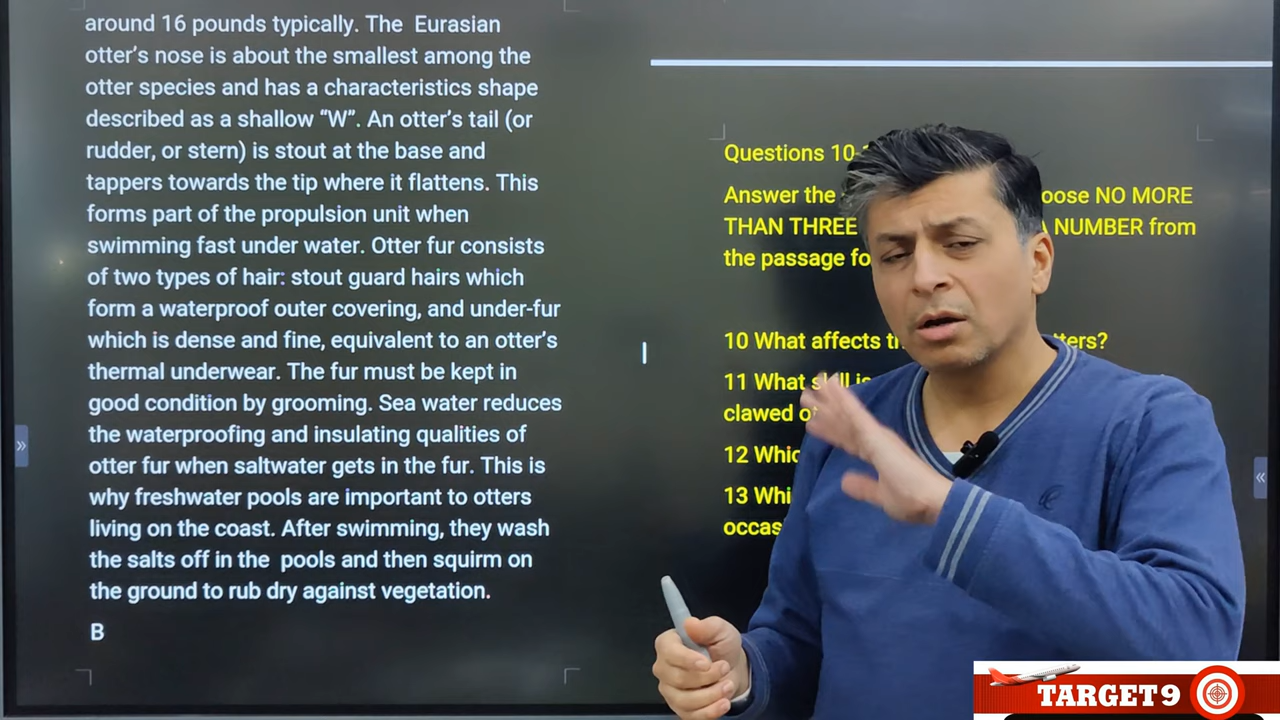 around 16 pounds typically. The Eurasian
otter's nose is about the smallest among the
otter species and has a characteristics shape
described as a shallow "W". An otter's tail (or
rudder, or stern) is stout at the base and
tappers towards the tip where it flattens. This
forms part of the propulsion unit when
swimming fast under water. Otter fur consists
of two types of hair: stout guard hairs which
form a waterproof outer covering, and under-fur
which is dense and fine, equivalent to an otter's
thermal underwear. The fur must be kept in
good condition by grooming. Sea water reduces
the waterproofing and insulating qualities of
otter fur when saltwater gets in the fur. This is
why freshwater pools are important to otters
living on the coast. After swimming, they wash
the salts off in the pools and then squirm on
the ground to rub dry against vegetation.
B
Questions 10-
Answer the NO MORE
THAN THREE A NUMBER from
the passage
10 What affects
11 What skill is
clawed
12
13
TARGET 9